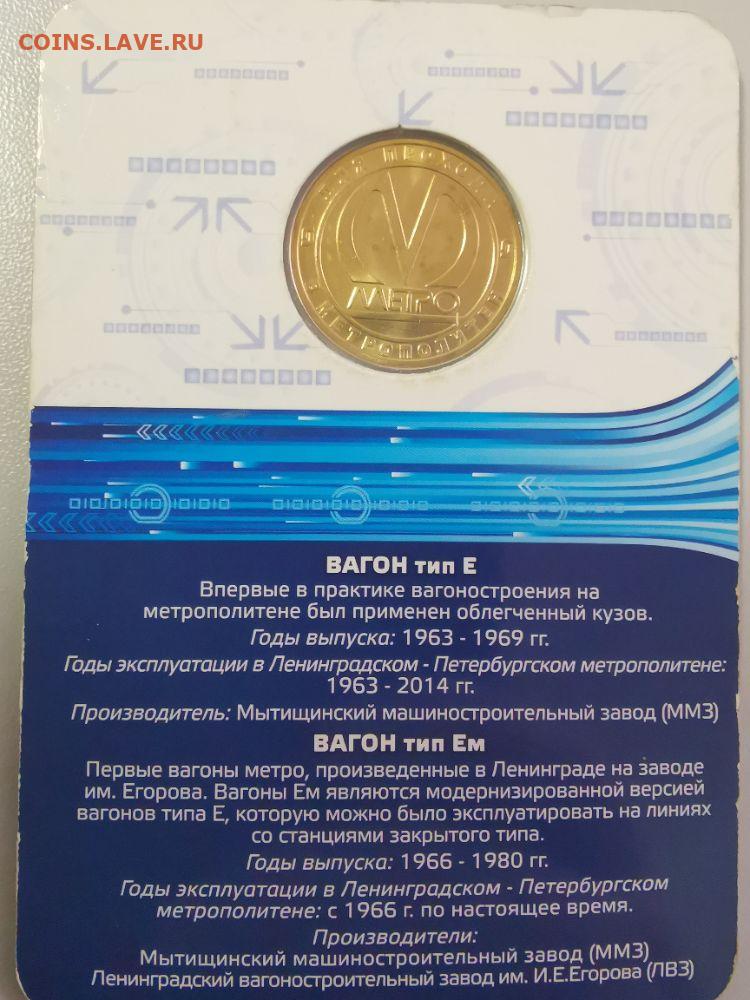 COINS.LAVE.RU
ДЛЯ ПРОХОДА
МЕТРО
В МЕТРОПОЛИТЕН
ВАГОН тип Е
Впервые в практике вагоностроения на
метрополитене был применен облегченный кузов.
Годы выпуска: 1963 - 1969 гг.
Годы эксплуатации в Ленинградском - Петербургском метрополитене:
1963 - 2014 гг.
Производитель: Мытищинский машиностроительный завод (ММЗ)
ВАГОН тип Ем
Первые вагоны метро, произведенные в Ленинграде на заводе
им. Егорова. Вагоны Ем являются модернизированной версией
вагонов типа Е, которую можно было эксплуатировать на линиях
со станциями закрытого типа.
Годы выпуска: 1966 - 1980 гг.
Годы эксплуатации в Ленинградском - Петербургском
метрополитене: с 1966 г. по настоящее время.
Производители:
Мытищинский машиностроительный завод (ММЗ)
Ленинградский вагоностроительный завод им. И.Е.Егорова (ЛВЗ)